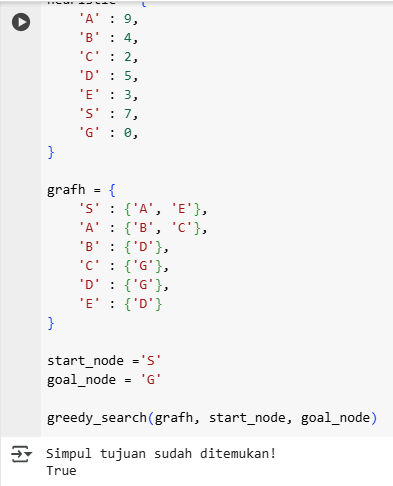 heuristic = {
'A' : 9,
'B' : 4,
'C' : 2,
'D' : 5,
'E' : 3,
'S' : 7,
'G' : 0,
}
grafh = {
'S' : {'A', 'E'},
'A' : {'B', 'C'},
'B' : {'D'},
'C' : {'G'},
'D' : {'G'},
'E' : {'D'}
}
start_node ='S'
goal_node = 'G'
greedy_search(grafh, start_node, goal_node)
Simpul tujuan sudah ditemukan!
True